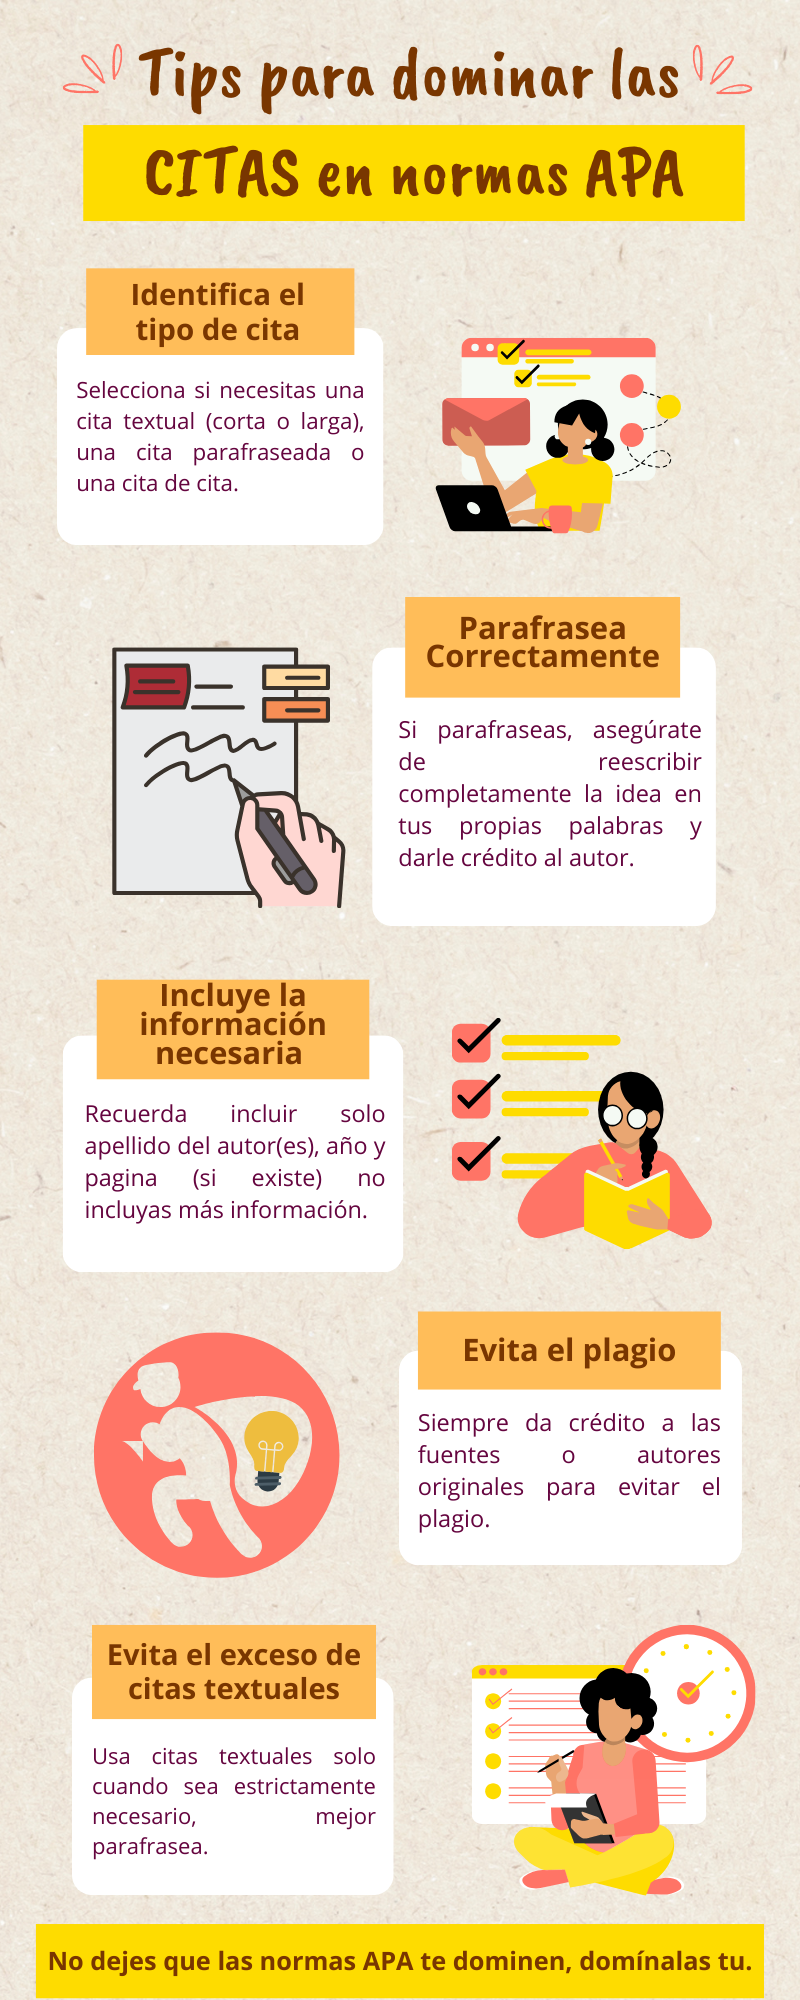 Tips para dominar las
CITAS en normas APA
Identifica el
tipo de cita
Selecciona si necesitas una
cita textual (corta o larga),
una cita parafraseada o
una cita de cita.
Parafrasea
Correctamente
Si parafraseas, asegúrate
de reescribir
completamente la idea en
tus propias palabras y
darle crédito al autor.
Incluye la
información
necesaria
Recuerda incluir solo
apellido del autor(es), año y
pagina (si existe) no
incluyas más información.
Evita el plagio
Siempre da crédito a las
fuentes o autores
originales para evitar el
plagio.
Evita el exceso de
citas textuales
Usa citas textuales solo
cuando sea estrictamente
necesario, mejor
parafrasea.
No dejes que las normas APA te dominen, domínalas tu.